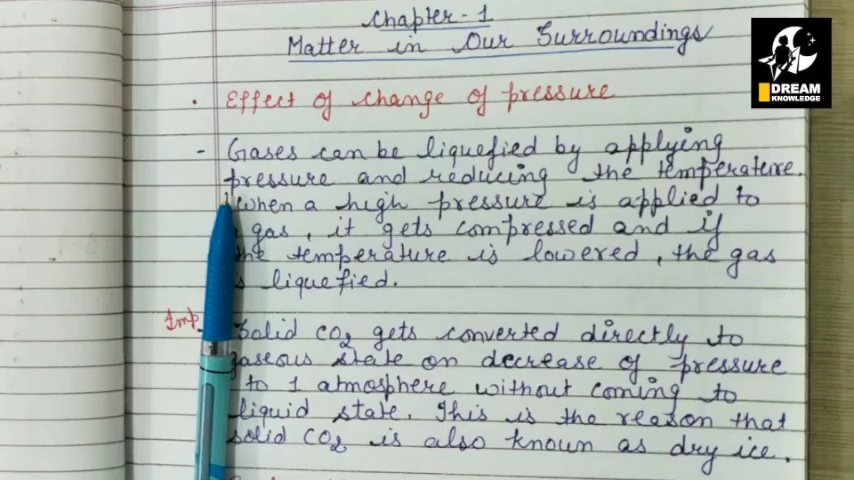 Chapter-1
Matter in Our Surroundings
DREAM
KNOWLEDGE
• Effect of change of pressure
- Gases can be liquefied by applying
pressure and reducing the temperature.
when a high pressure is applied to
gas, it gets compressed and if
the temperature is lowered, the gas
is liquefied.
Imp - Solid CO₂ gets converted directly to
gaseous state on decrease of pressure
to 1 atmosphere without coming to
liquid state. This is the reason that
solid CO₂ is also known as dry ice.